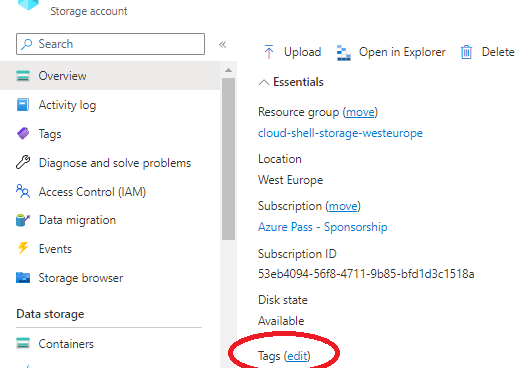 Storage account
Search
«
Overview
Activity log
Tags
Diagnose and solve problems
Access Control (IAM)
Data migration
Events
Storage browser
Data storage
Containers
Upload
Open in Explorer
Delete
Essentials
Resource group (move)
cloud-shell-storage-westeurope
Location
West Europe
Subscription (move)
Azure Pass - Sponsorship
Subscription ID
53eb4094-56f8-4711-9b85-bfd1d3c1518a
Disk state
Available
Tags (edit)